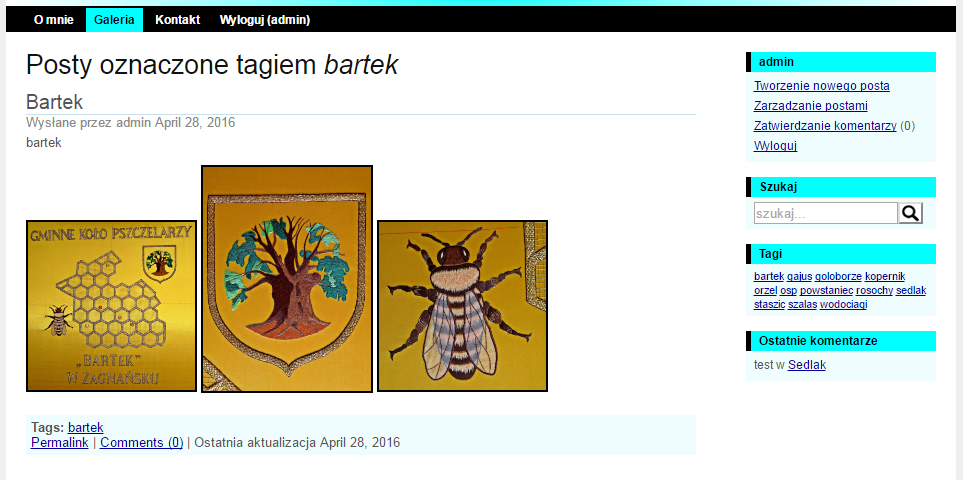 O mnie Galeria Kontakt Wyloguj (admin)
Posty oznaczone tagiem bartek
Bartek
Wysłane przez admin April 28, 2016
bartek
GMINNE KOŁO PSZCZELARZY
„BARTEK”
W ZAGNAŃSKU
Tags: bartek
Permalink | Comments (0) | Ostatnia aktualizacja April 28, 2016
admin
Tworzenie nowego posta
Zarządzanie postami
Zatwierdzanie komentarzy (0)
Wyloguj
Szukaj
szukaj...
Tagi
bartek gajus goloborze kopernik
orzel osp powstaniec rosochy sedlak
staszic szalas wodociagi
Ostatnie komentarze
test w Sedlak